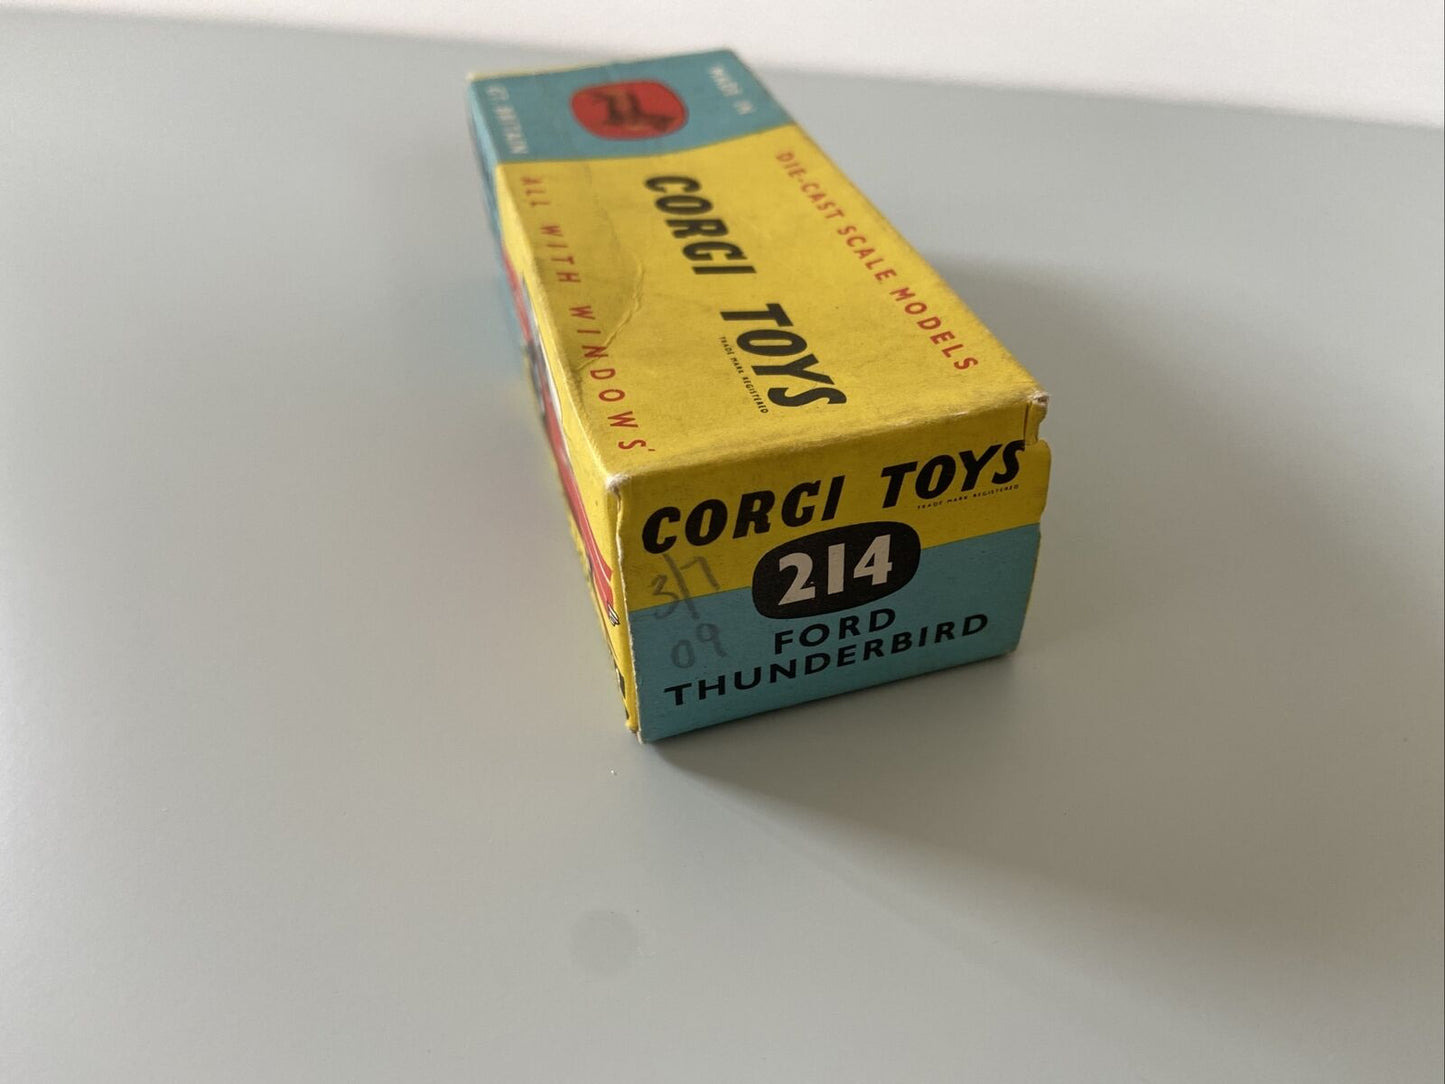 MADE IN
GT. BRITAIN
DIE-CAST SCALE MODELS
CORGI TOYS
TRADE MARK REGISTERED
ALL WITH WINDOWS'
CORGI TOYS
TRADE MARK REGISTERED
214
3/7
09
FORD
THUNDERBIRD